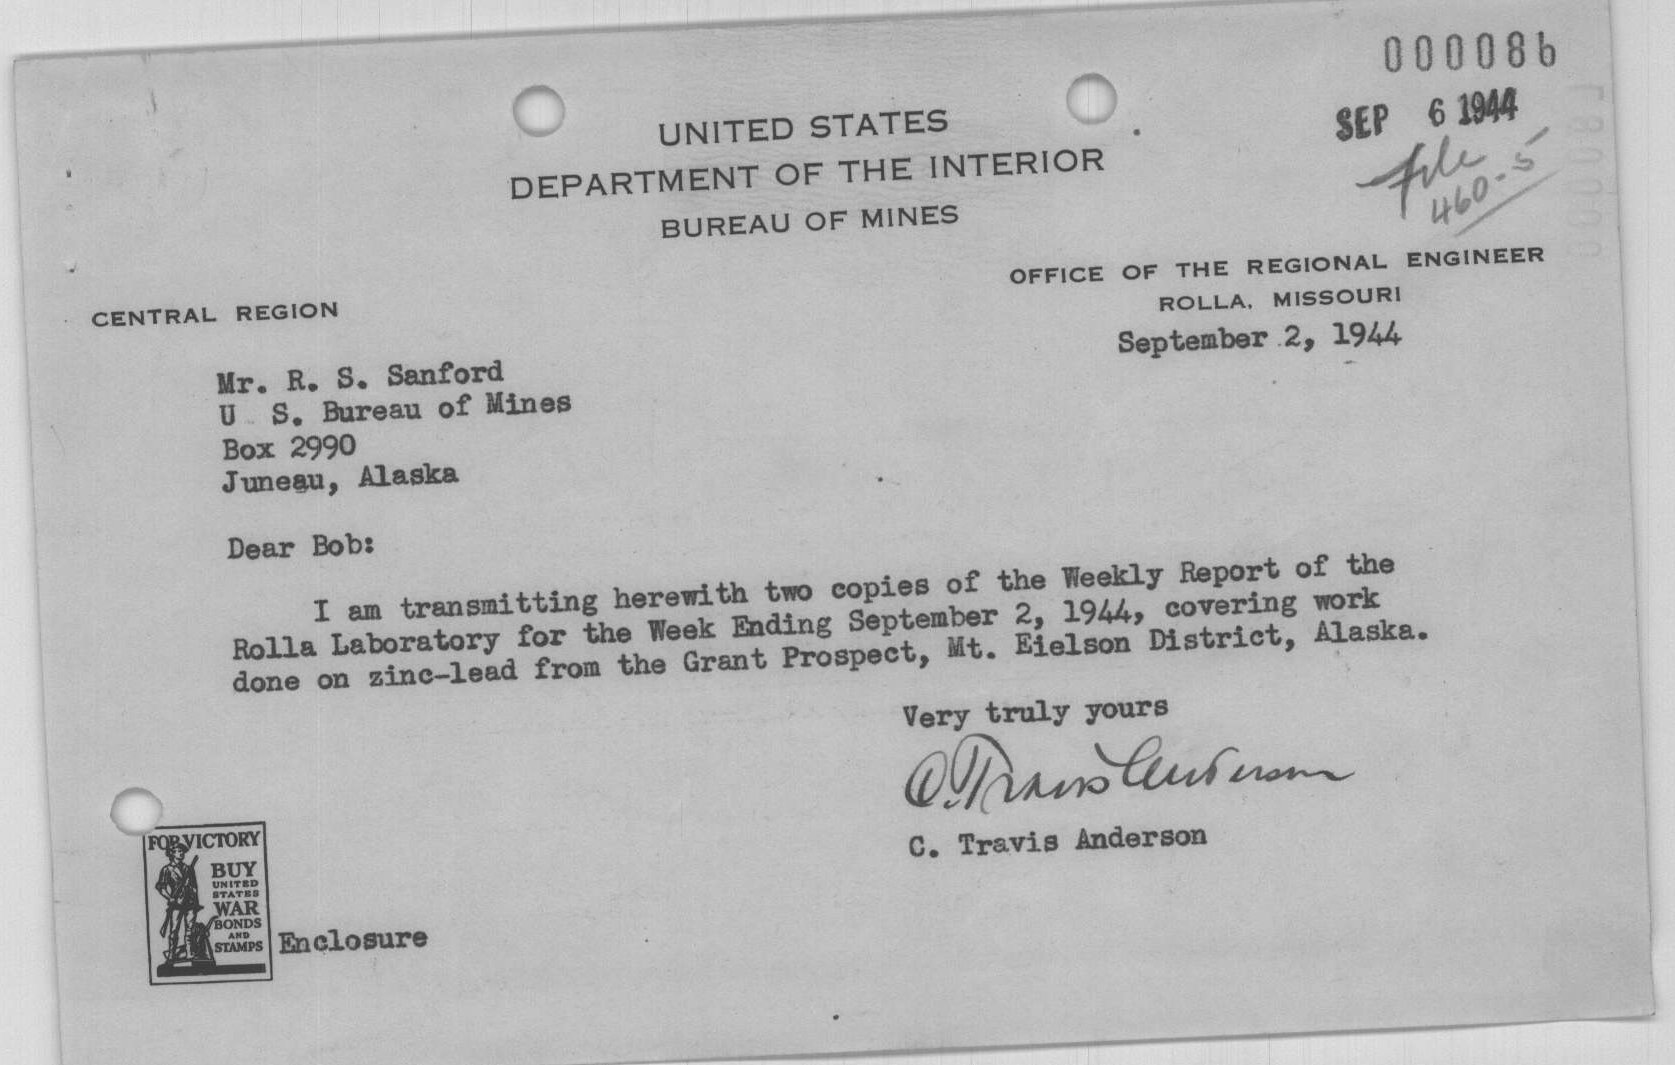 000086
SEP 6 1944
File
460-5
UNITED STATES
DEPARTMENT OF THE INTERIOR
BUREAU OF MINES
OFFICE OF THE REGIONAL ENGINEER
ROLLA, MISSOURI
CENTRAL REGION
September 2, 1944
Mr. R. S. Sanford
U S. Bureau of Mines
Box 2990
Juneau, Alaska
Dear Bob:
I am transmitting herewith two copies of the Weekly Report of the
Rolla Laboratory for the Week Ending September 2, 1944, covering work
done on zinc-lead from the Grant Prospect, Mt. Eielson District, Alaska.
Very truly yours
C. Travis Anderson
C. Travis Anderson
FOR VICTORY
BUY
UNITED
STATES
WAR
BONDS
AND
STAMPS
Enclosure